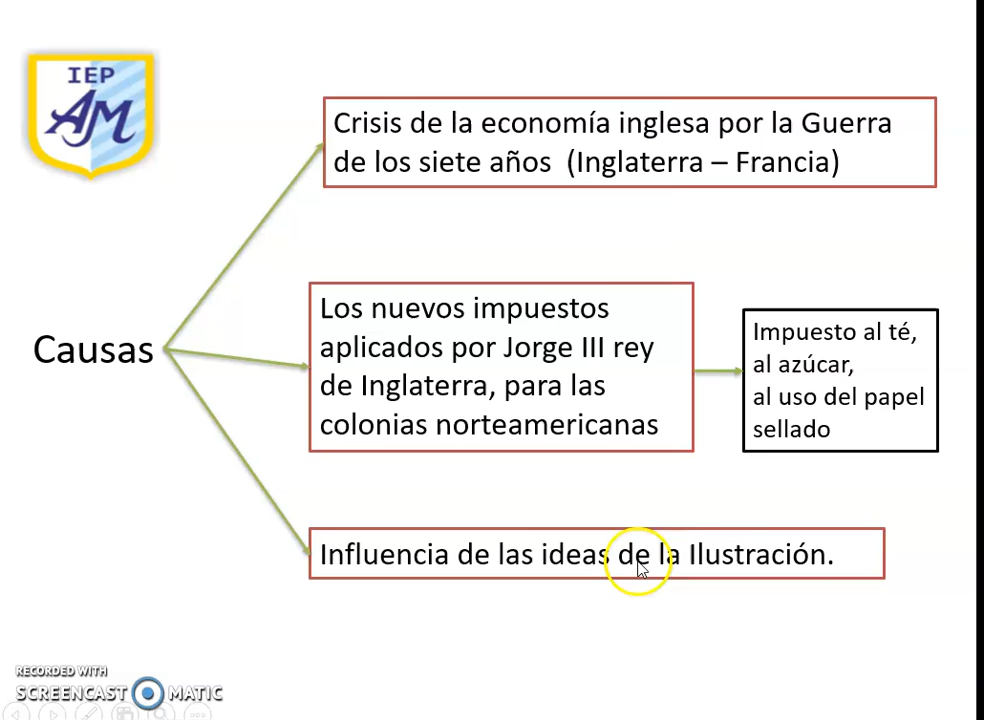 IEP
AM
Crisis de la economía inglesa por la Guerra
de los siete años (Inglaterra – Francia)
Causas
Los nuevos impuestos
aplicados por Jorge III rey
de Inglaterra, para las
colonias norteamericanas
Impuesto al té,
al azúcar,
al uso del papel
sellado
Influencia de las ideas de la Ilustración.
RECORDED WITH
SCREENCAST MATIC